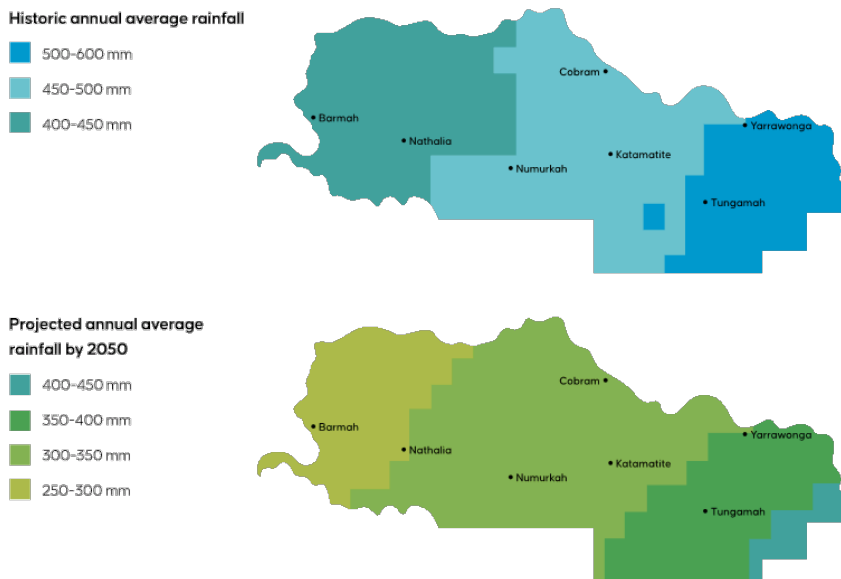 Historic annual average rainfall
500-600 mm
450-500 mm
400-450 mm
Cobram
Barmah
Yarrawonga
Nathalia
Katamatite
Numurkah
Tungamah
Projected annual average
rainfall by 2050
400-450 mm
350-400 mm
300-350 mm
250-300 mm
Cobram
Barmah
Yarrawonga
Nathalia
Katamatite
Numurkah
Tungamah